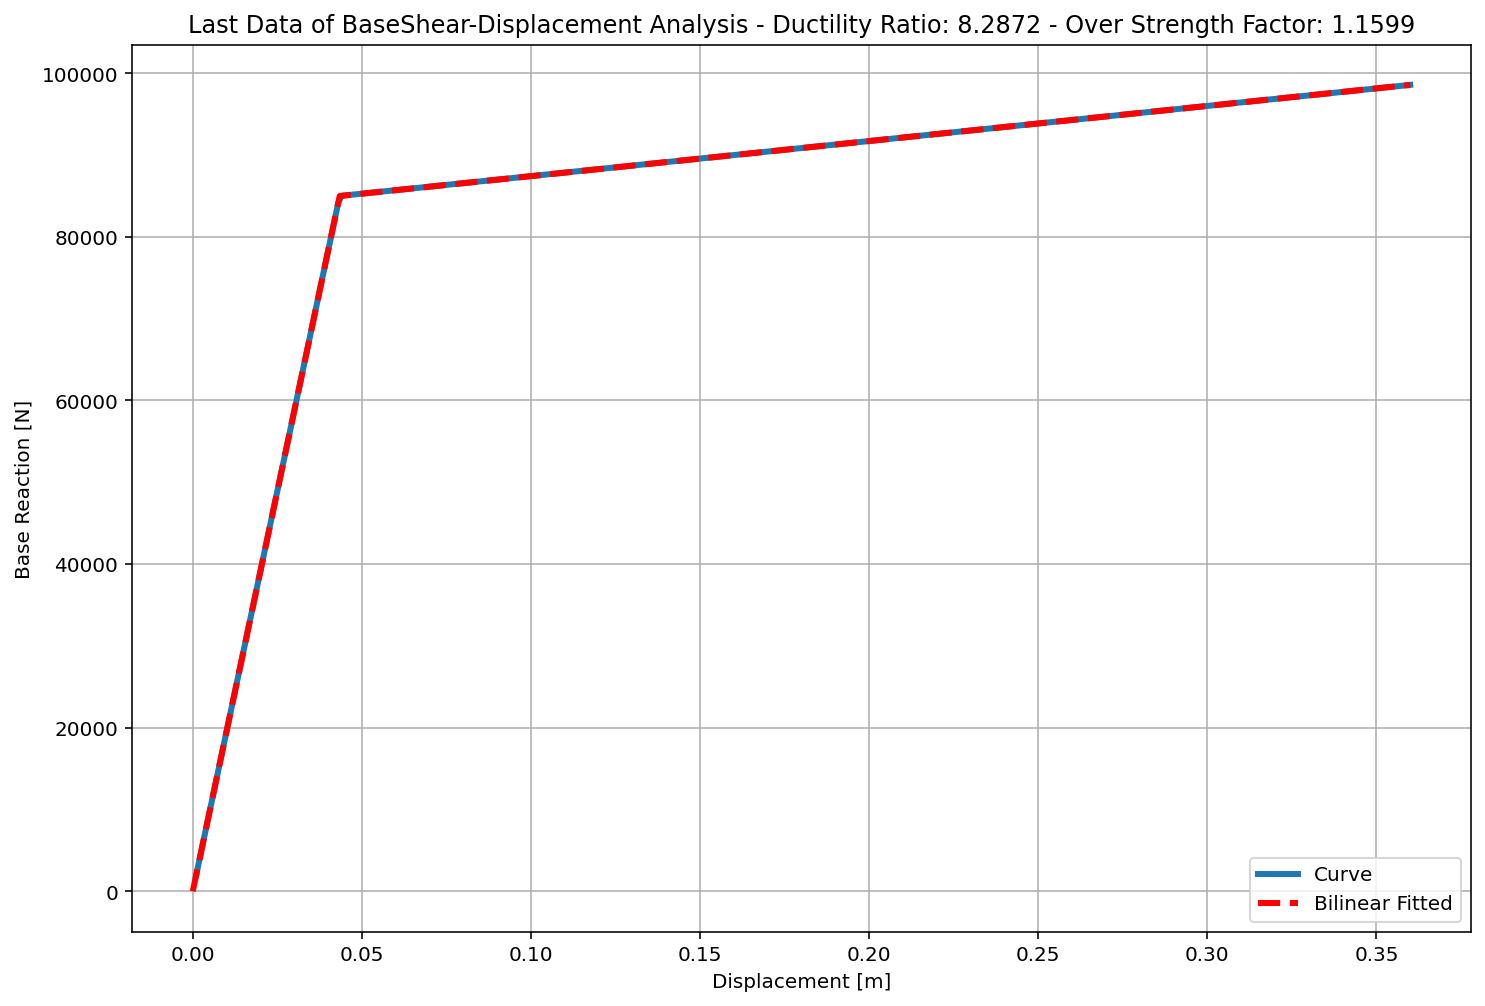 Last Data of BaseShear-Displacement Analysis - Ductility Ratio: 8.2872 - Over Strength Factor: 1.1599
100000
80000
60000
40000
20000
0
Base Reaction [N]
Curve
Bilinear Fitted
0.00 0.05 0.10 0.15 0.20 0.25 0.30 0.35
Displacement [m]